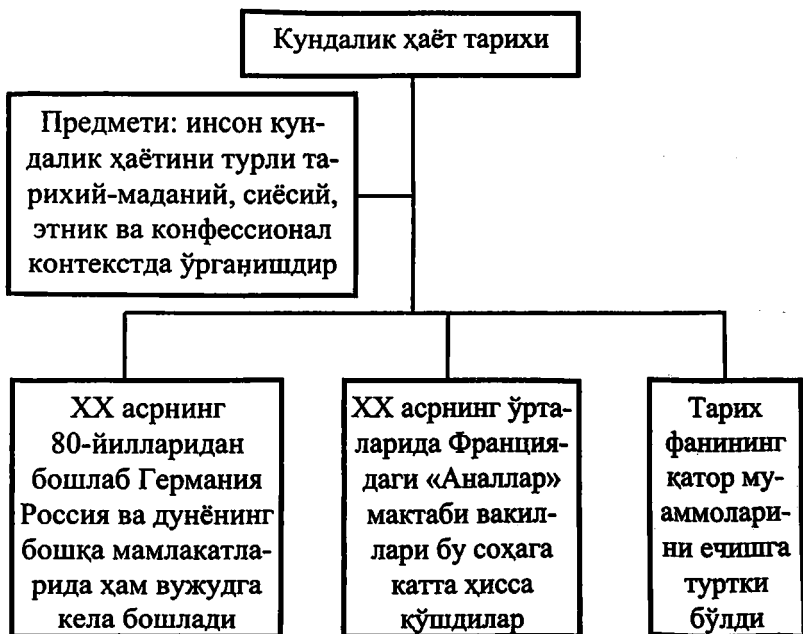 Кундалик ҳаёт тарихи
Предмети: инсон кун-
далик ҳаётини турли та-
рихий-маданий, сиёсий,
этник ва конфессионал
контекстда ўрганишдир
XX асрнинг
80-йилларидан
бошлаб Германия
Россия ва дунёнинг
бошқа мамлакатла-
рида ҳам вужудга
кела бошлади
XX асрнинг ўрта-
ларида Франция-
даги «Аналлар»
мактаби вакил-
лари бу соҳага
катта ҳисса
қўшдилар
Тарих
фанининг
қатор му-
аммолари-
ни ечишга
туртки
бўлди